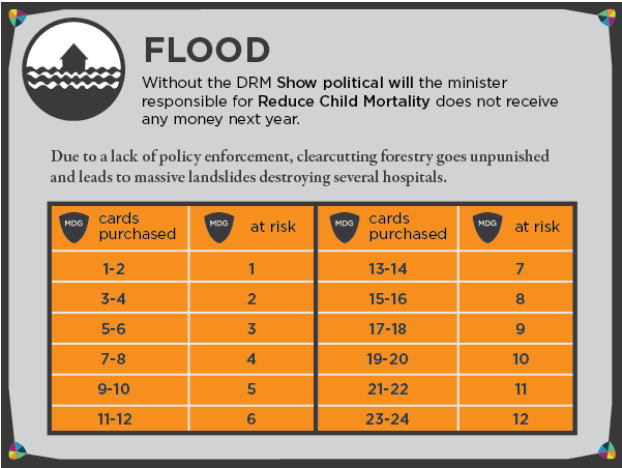 FLOOD
Without the DRM Show political will the minister
responsible for Reduce Child Mortality does not receive
any money next year.
Due to a lack of policy enforcement, clearcutting forestry goes unpunished
and leads to massive landslides destroying several hospitals.
MDG cards purchased MDG at risk MDG cards purchased MDG at risk
1-2 1 13-14 7
3-4 2 15-16 8
5-6 3 17-18 9
7-8 4 19-20 10
9-10 5 21-22 11
11-12 6 23-24 12